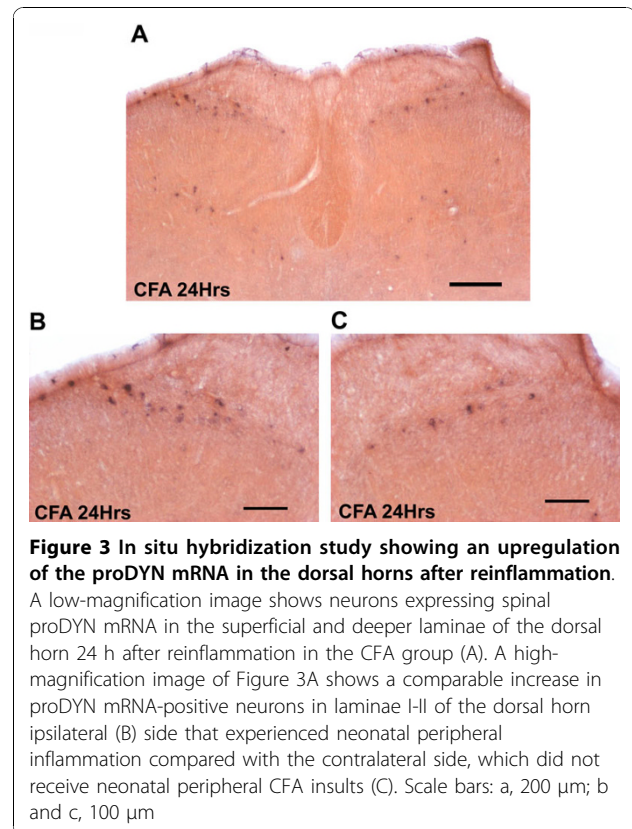 A
CFA 24Hrs
B
C
CFA 24Hrs
CFA 24Hrs
Figure 3 In situ hybridization study showing an upregulation
of the proDYN mRNA in the dorsal horns after reinflammation.
A low-magnification image shows neurons expressing spinal
proDYN mRNA in the superficial and deeper laminae of the dorsal
horn 24 h after reinflammation in the CFA group (A). A high-
magnification image of Figure 3A shows a comparable increase in
proDYN mRNA-positive neurons in laminae I-II of the dorsal horn
ipsilateral (B) side that experienced neonatal peripheral
inflammation compared with the contralateral side, which did not
receive neonatal peripheral CFA insults (C). Scale bars: a, 200 μm; b
and c, 100 μm